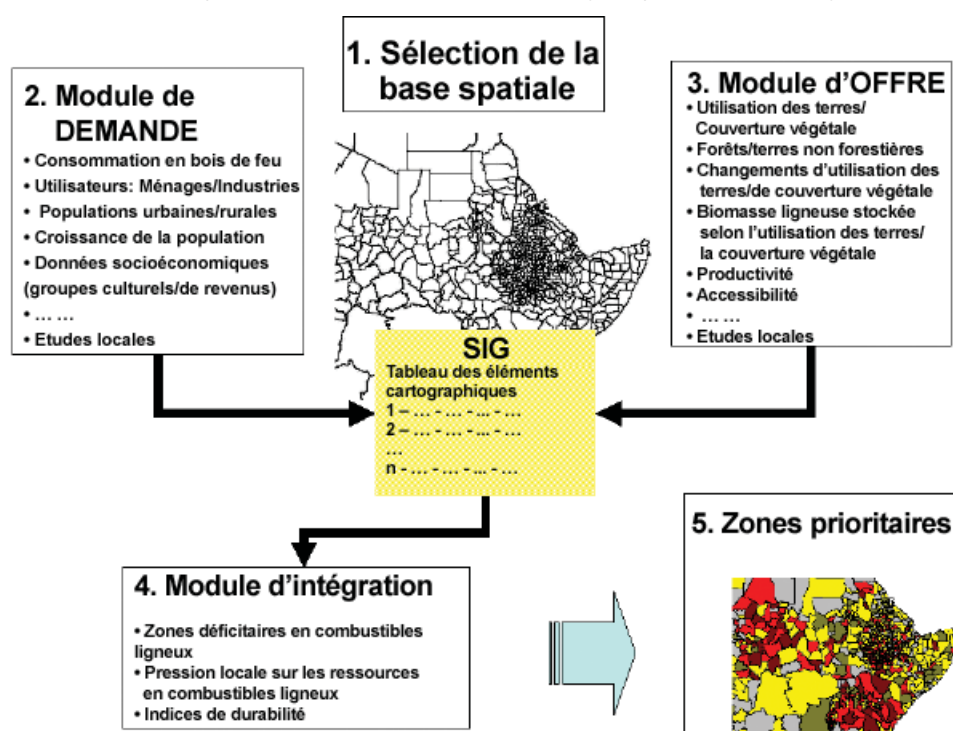 1. Sélection de la
base spatiale
2. Module de
DEMANDE
• Consommation en bois de feu
• Utilisateurs: Ménages/Industries
• Populations urbaines/rurales
• Croissance de la population
• Données socioéconomiques
(groupes culturels/de revenus)
• ... ...
• Etudes locales
3. Module d'OFFRE
• Utilisation des terres/
Couverture végétale
• Forêts/terres non forestières
• Changements d'utilisation des
terres/de couverture végétale
• Biomasse ligneuse stockée
selon l'utilisation des terres/
la couverture végétale
• Productivité
• Accessibilité
• ... ...
• Etudes locales
SIG
Tableau des éléments
cartographiques
1 – ... - ... - ... - ...
2 – ... - ... - ... - ...
...
n - ... - ... - ... - ...
4. Module d'intégration
• Zones déficitaires en combustibles
ligneux
• Pression locale sur les ressources
en combustibles ligneux
• Indices de durabilité
5. Zones prioritaires